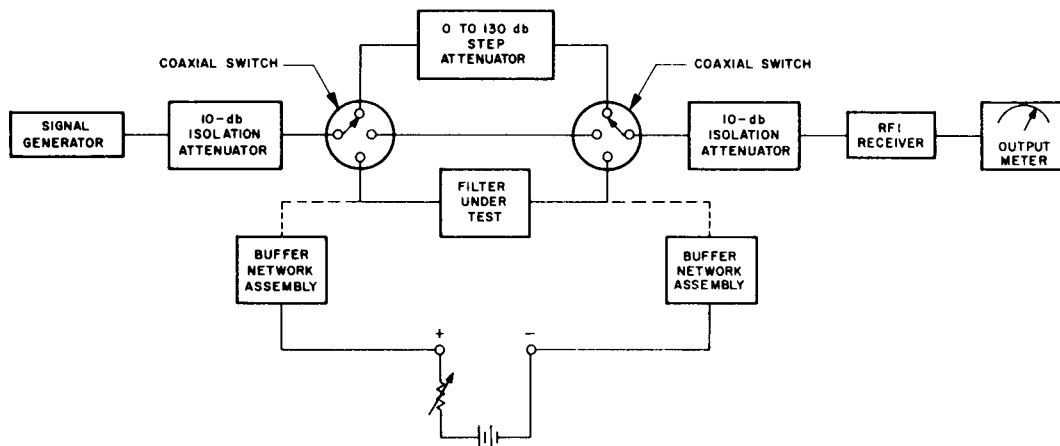 0 TO 130 db
STEP
ATTENUATOR
COAXIAL SWITCH
COAXIAL SWITCH
SIGNAL
GENERATOR
10-db
ISOLATION
ATTENUATOR
10-db
ISOLATION
ATTENUATOR
RFI
RECEIVER
OUTPUT
METER
FILTER
UNDER
TEST
BUFFER
NETWORK
ASSEMBLY
BUFFER
NETWORK
ASSEMBLY
+
-